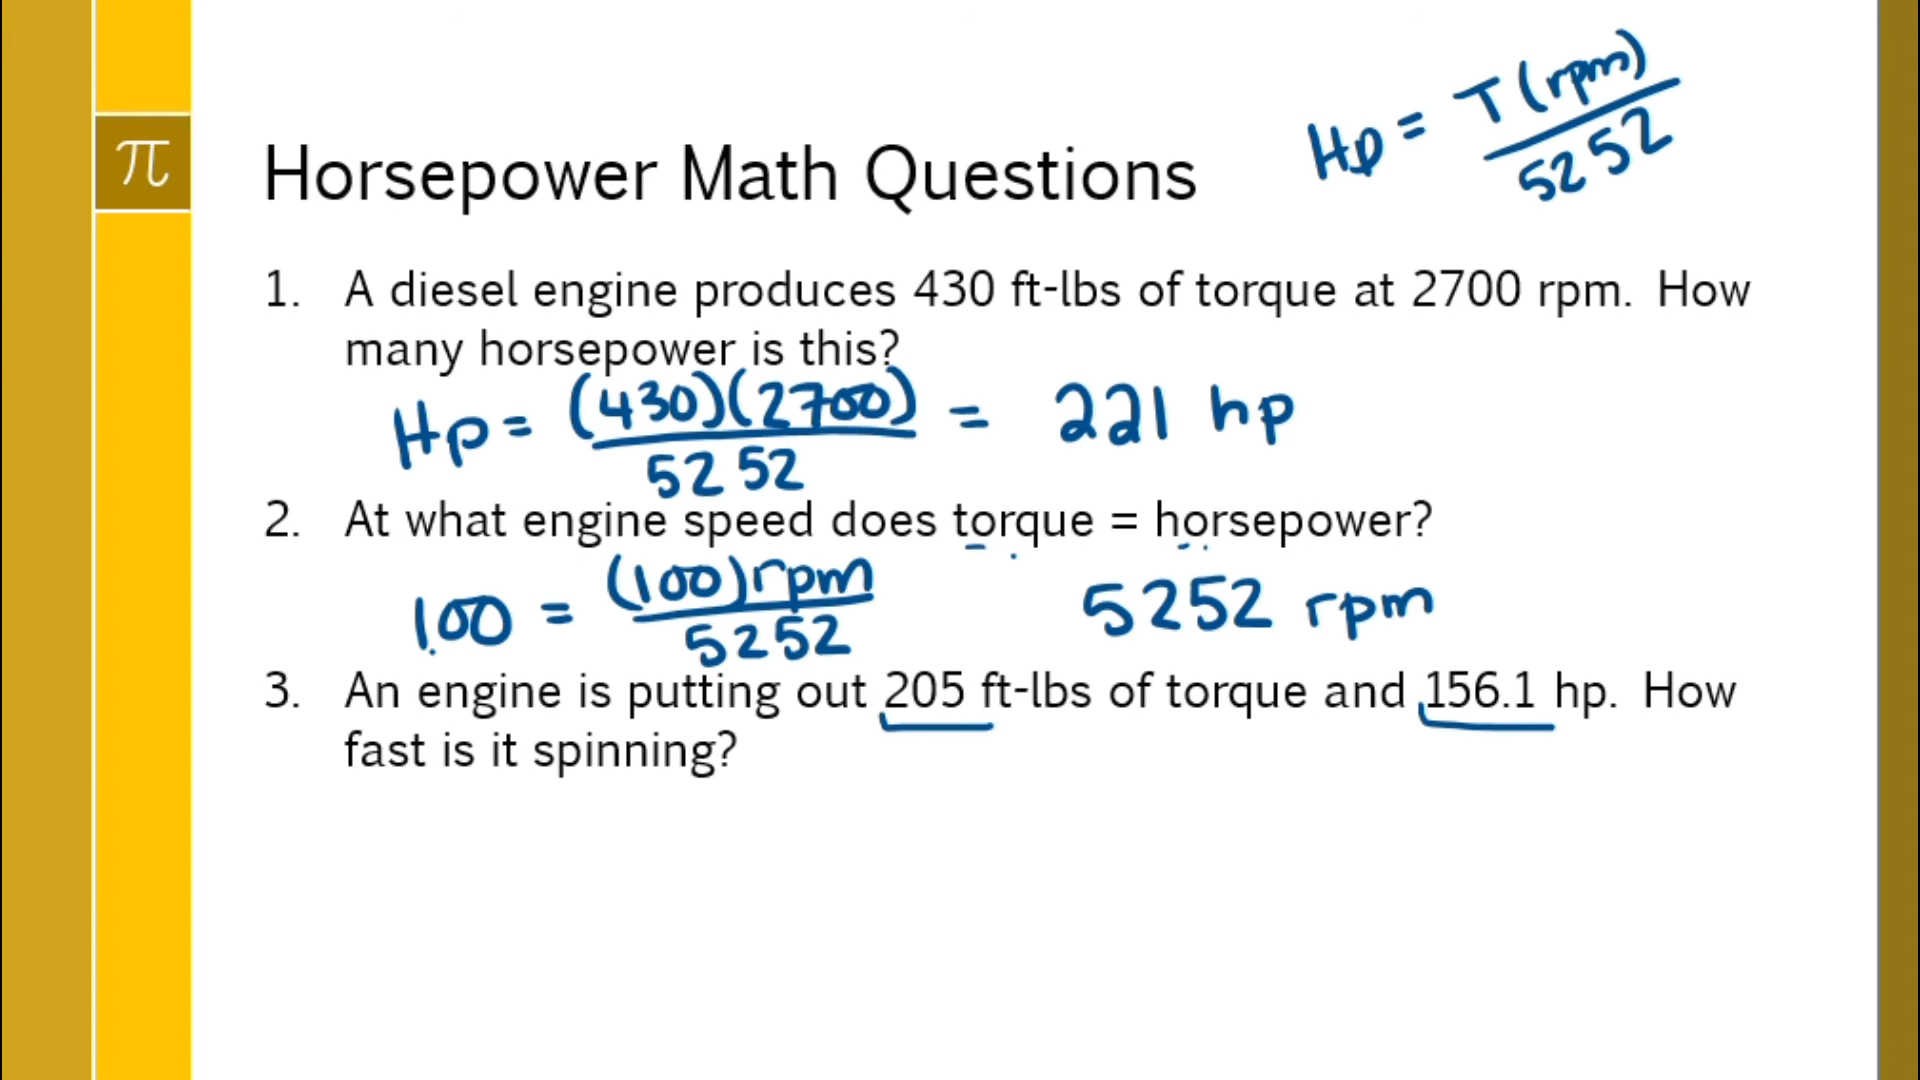 π
Horsepower Math Questions
Hp = T(rpm)
5252
1. A diesel engine produces 430 ft-lbs of torque at 2700 rpm. How
many horsepower is this?
Hp = (430)(2700) = 221 hp
5252
2. At what engine speed does torque = horsepower?
100 = (100)rpm 5252 rpm
5252
3. An engine is putting out 205 ft-lbs of torque and 156.1 hp. How
fast is it spinning?